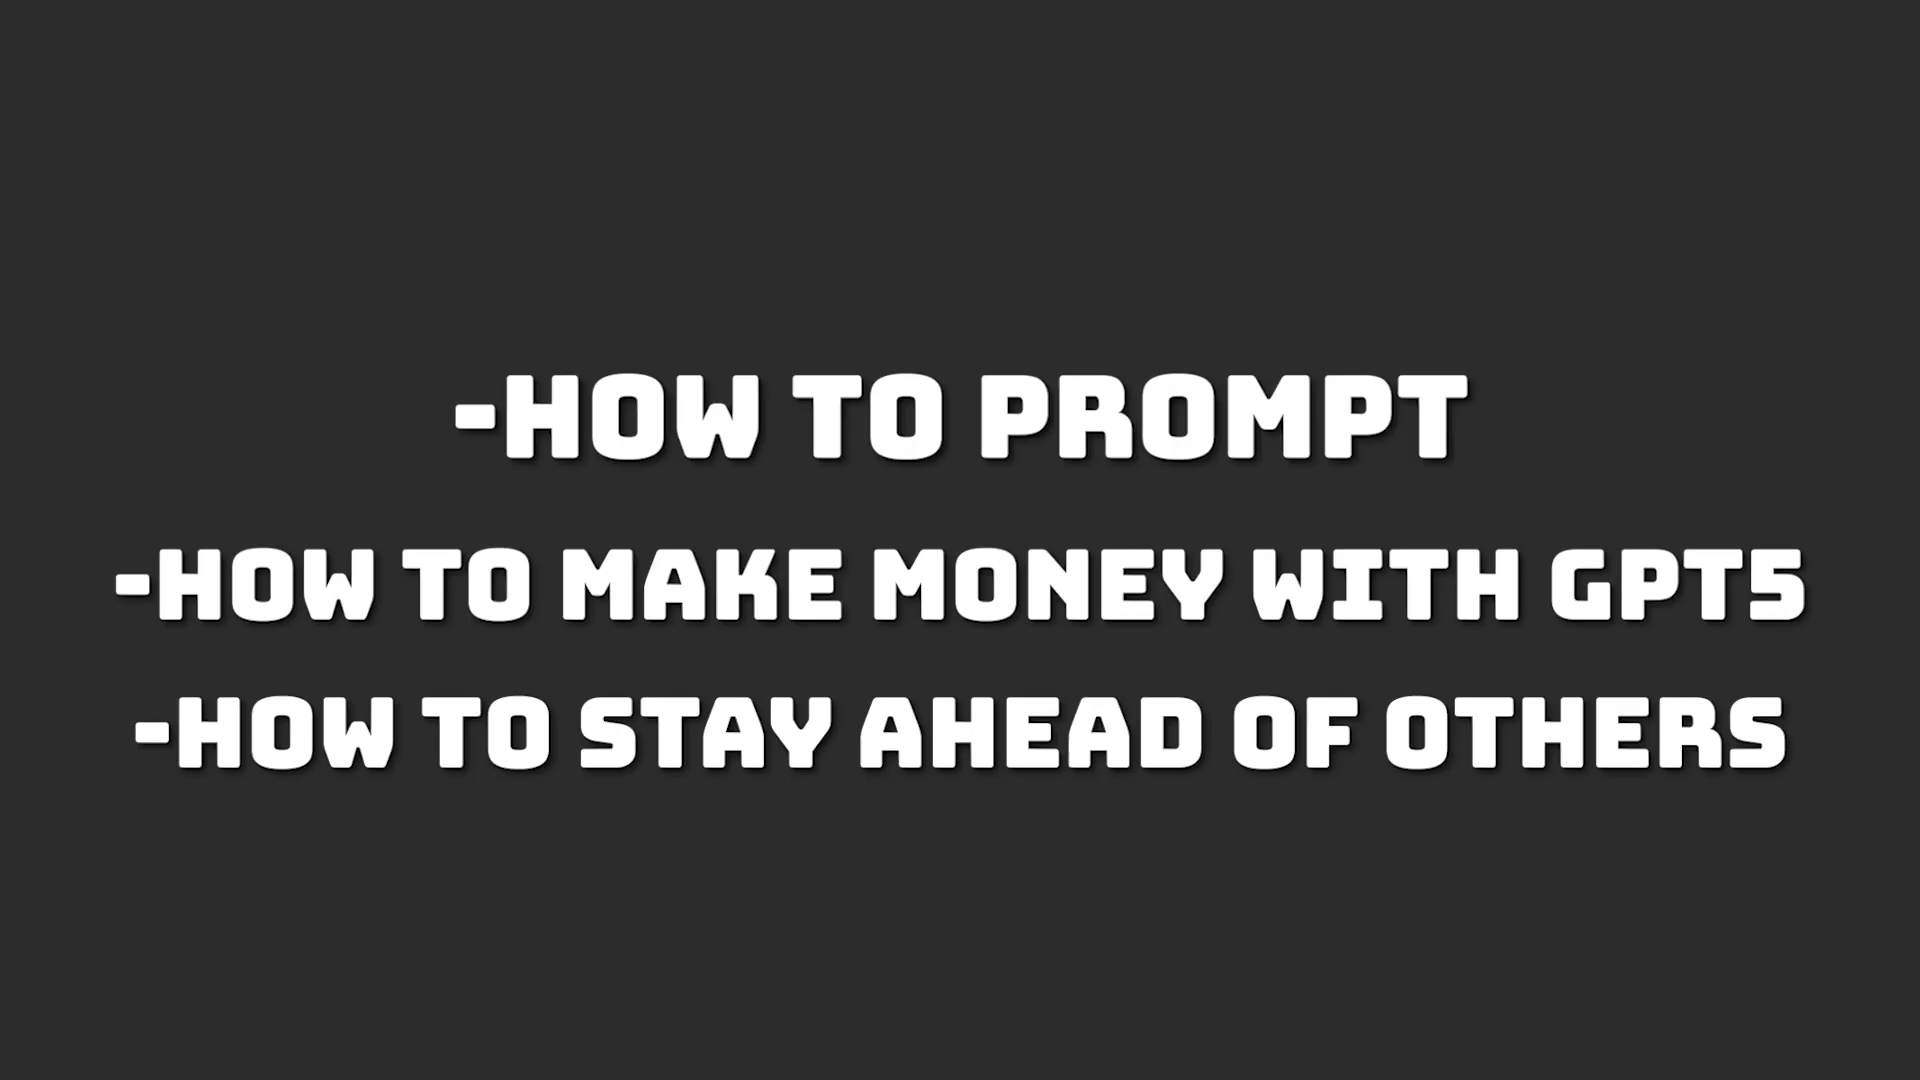 -HOW TO PROMPT
-HOW TO MAKE MONEY WITH GPT5
-HOW TO STAY AHEAD OF OTHERS